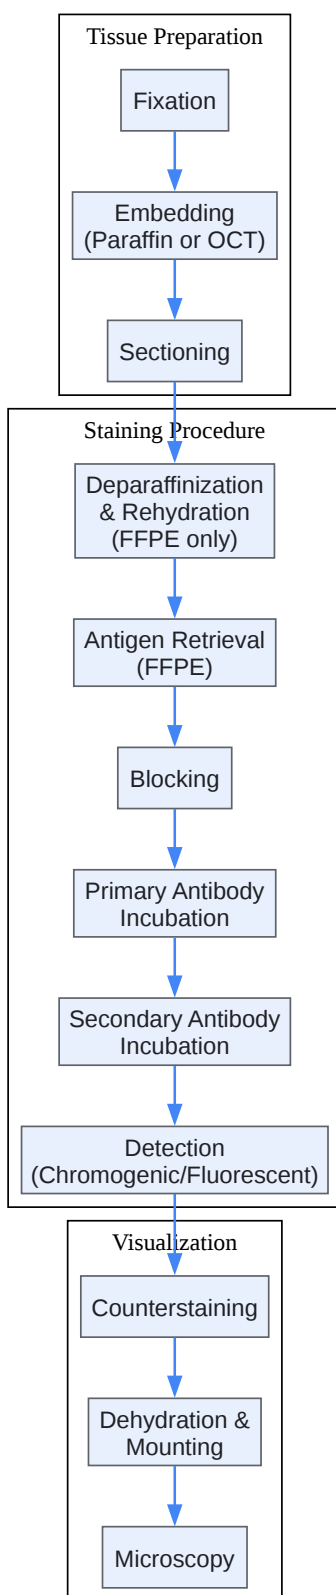 Tissue Preparation
Fixation
Embedding
(Paraffin or OCT)
Sectioning
Staining Procedure
Deparaffinization
& Rehydration
(FFPE only)
Antigen Retrieval
(FFPE)
Blocking
Primary Antibody
Incubation
Secondary Antibody
Incubation
Detection
(Chromogenic/Fluorescent)
Visualization
Counterstaining
Dehydration &
Mounting
Microscopy